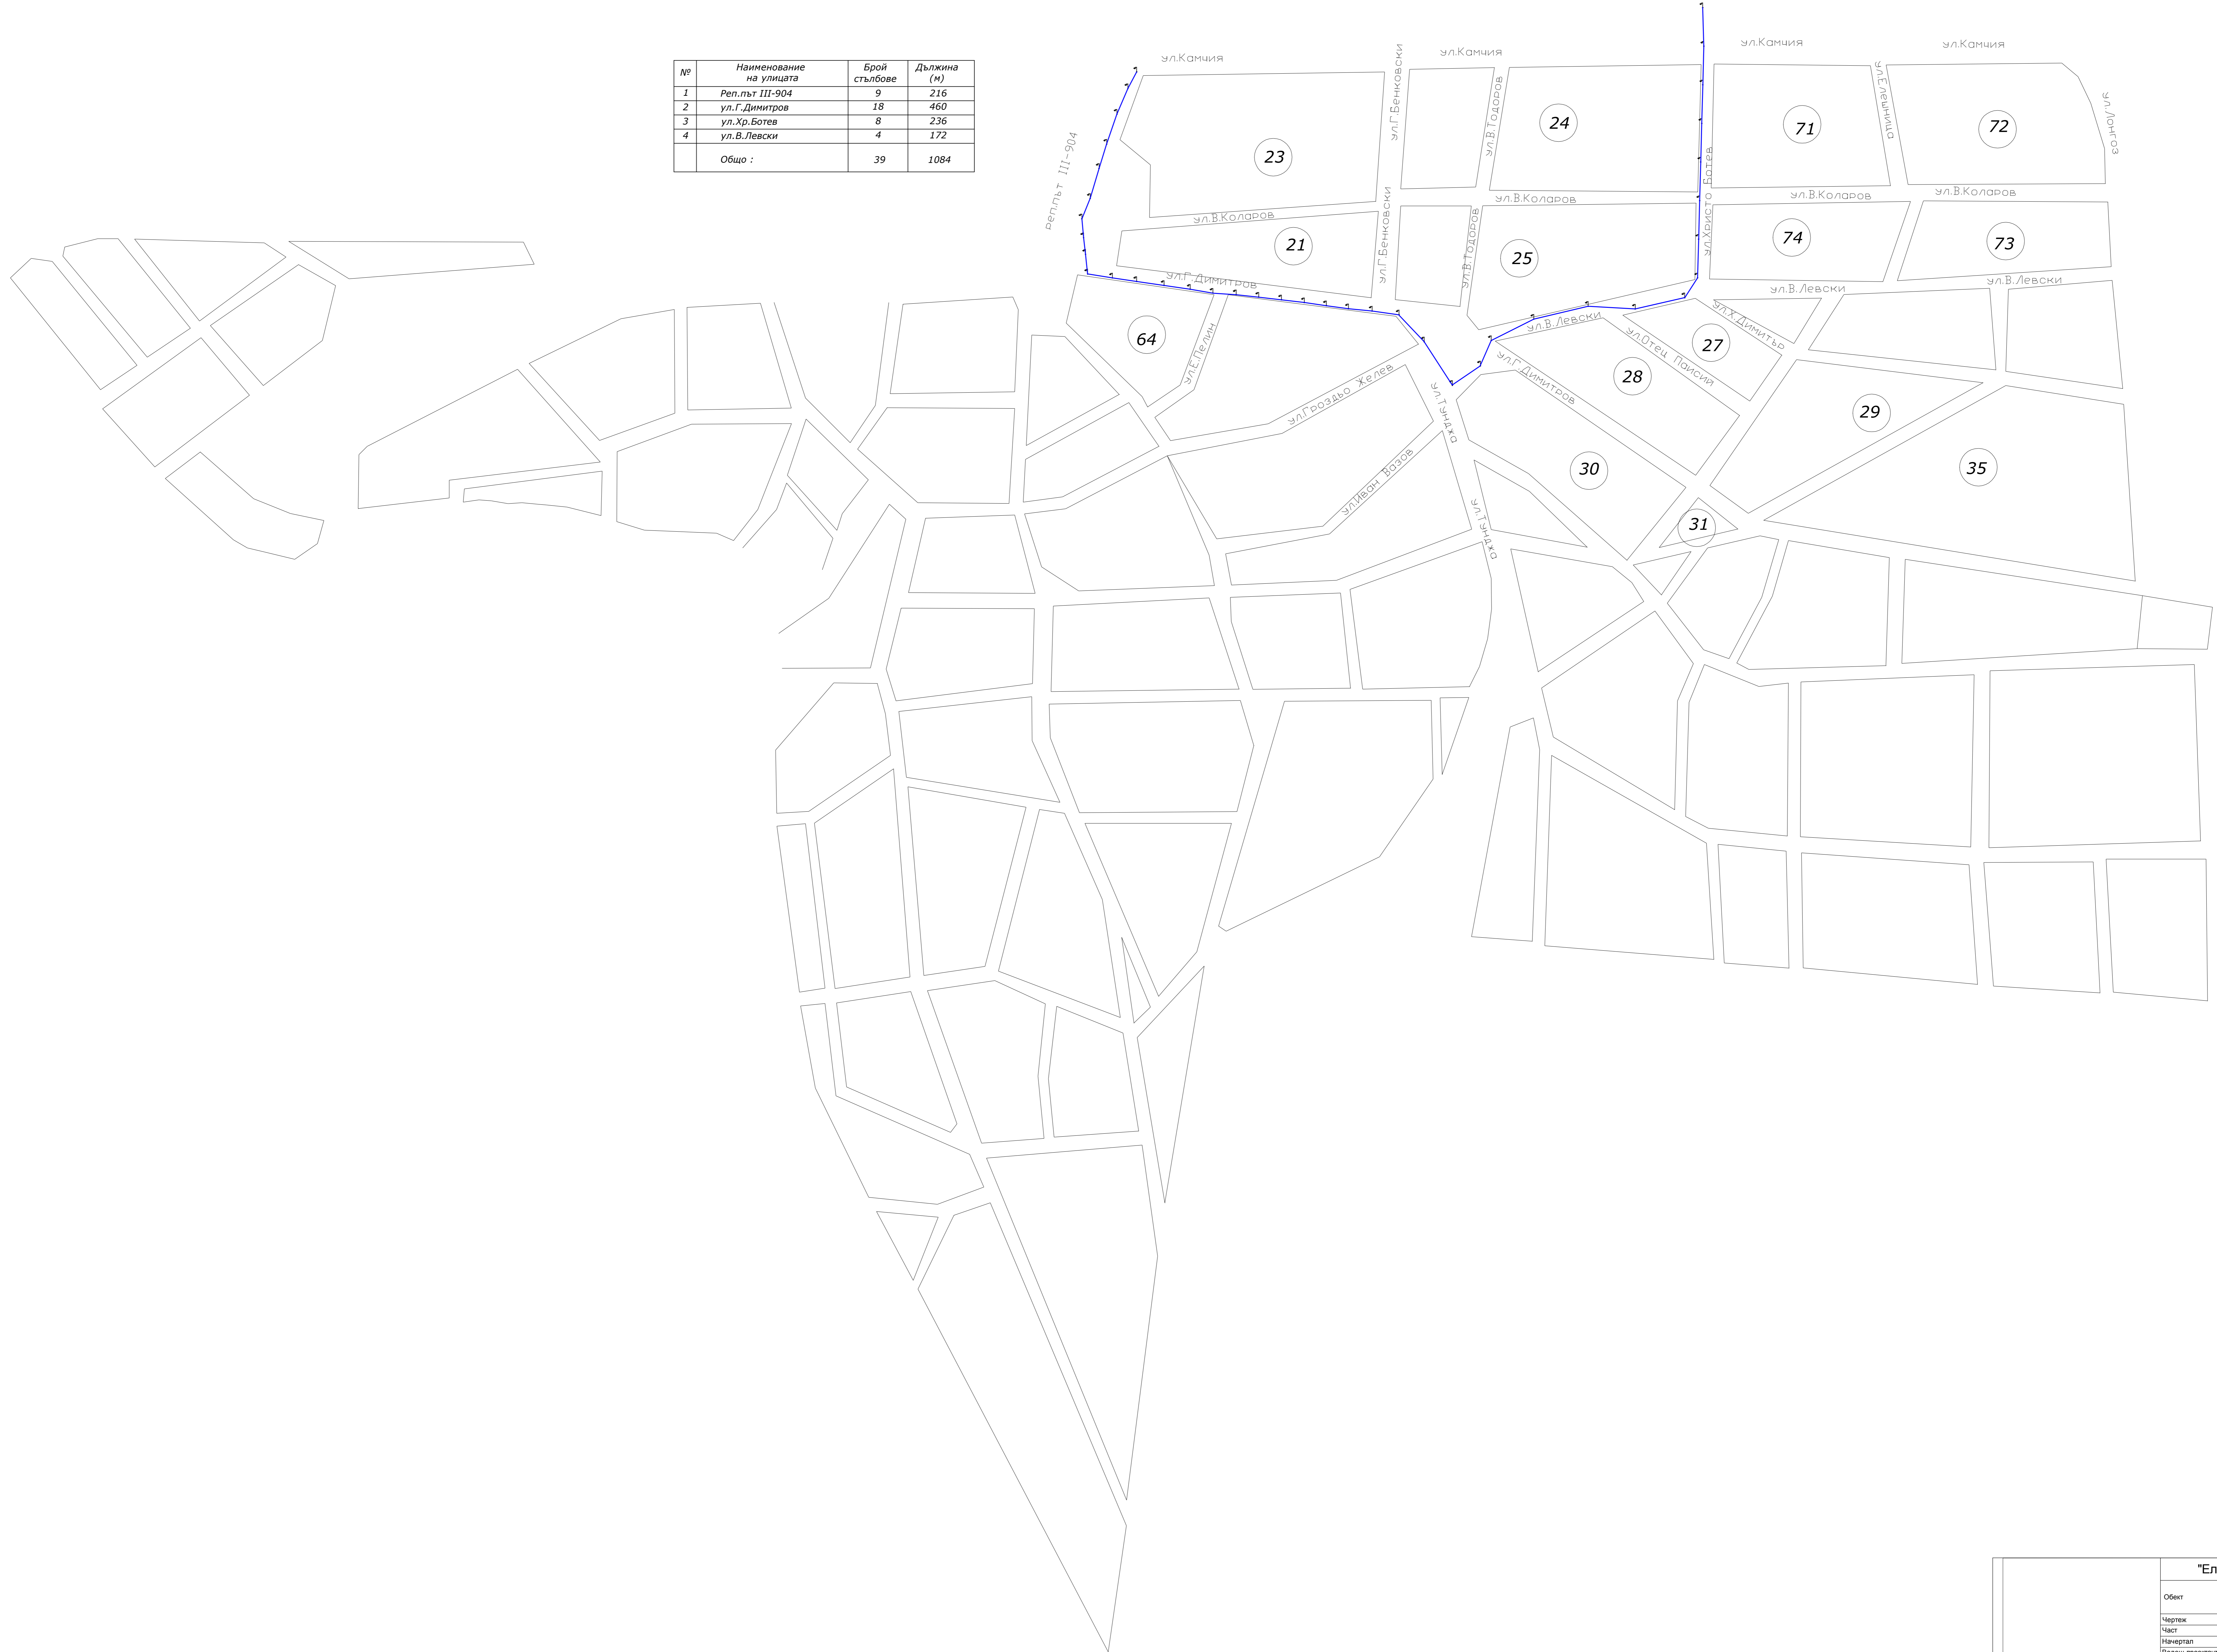 № Наименование на улицата Брой стълбове Дължина (м)
1 Реп.път III-904 9 216
2 ул.Г.Димитров 18 460
3 ул.Хр.Ботев 8 236
4 ул.В.Левски 4 172
Общо : 39 1084
ул.Камчия
ул.Камчия
ул.Камчия
ул.Камчия
реп.път III-904
ул.Г.Бенковски
ул.В.Тодоров
ул.Христо Ботев
ул.Елешница
ул.Лонгоз
23
24
71
72
ул.В.Коларов
ул.В.Коларов
ул.В.Коларов
ул.В.Коларов
ул.Г.Бенковски
ул.В.Тодоров
21
25
74
73
ул.Г.Димитров
ул.В.Левски
ул.В.Левски
ул.В.Левски
64
ул.Е.Пелин
ул.Х.Димитър
27
ул.Отец Паисий
28
ул.Г.Димитров
ул.Гроздьо Желев
ул.Тунджа
29
30
35
ул.Иван Вазов
ул.Тунджа
31
"Ел
Обект
Чертеж
Част
Начертал